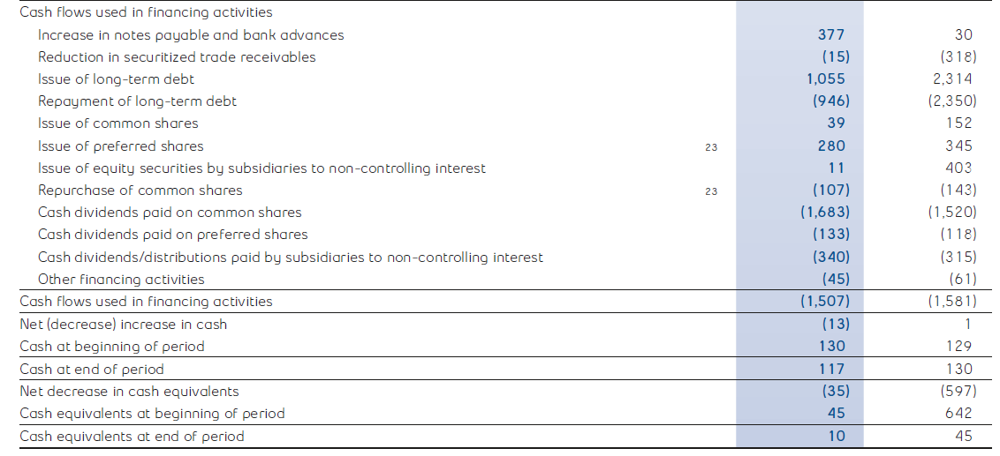 Cash flows used in financing activities
Increase in notes payable and bank advances 377 30
Reduction in securitized trade receivables (15) (318)
Issue of long-term debt 1,055 2,314
Repayment of long-term debt (946) (2,350)
Issue of common shares 39 152
Issue of preferred shares 23 280 345
Issue of equity securities by subsidiaries to non-controlling interest 11 403
Repurchase of common shares 23 (107) (143)
Cash dividends paid on common shares (1,683) (1,520)
Cash dividends paid on preferred shares (133) (118)
Cash dividends/distributions paid by subsidiaries to non-controlling interest (340) (315)
Other financing activities (45) (61)
Cash flows used in financing activities (1,507) (1,581)
Net (decrease) increase in cash (13) 1
Cash at beginning of period 130 129
Cash at end of period 117 130
Net decrease in cash equivalents (35) (597)
Cash equivalents at beginning of period 45 642
Cash equivalents at end of period 10 45